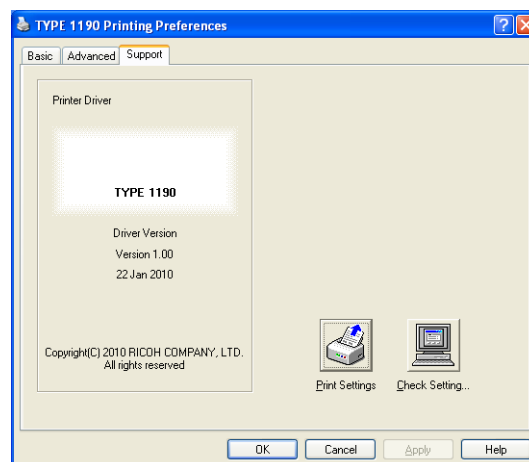 TYPE 1190 Printing Preferences
Basic Advanced Support
Printer Driver
TYPE 1190
Driver Version
Version 1.00
22 Jan 2010
Copyright(C) 2010 RICOH COMPANY, LTD.
All rights reserved
Print Settings Check Setting...
OK Cancel Apply Help